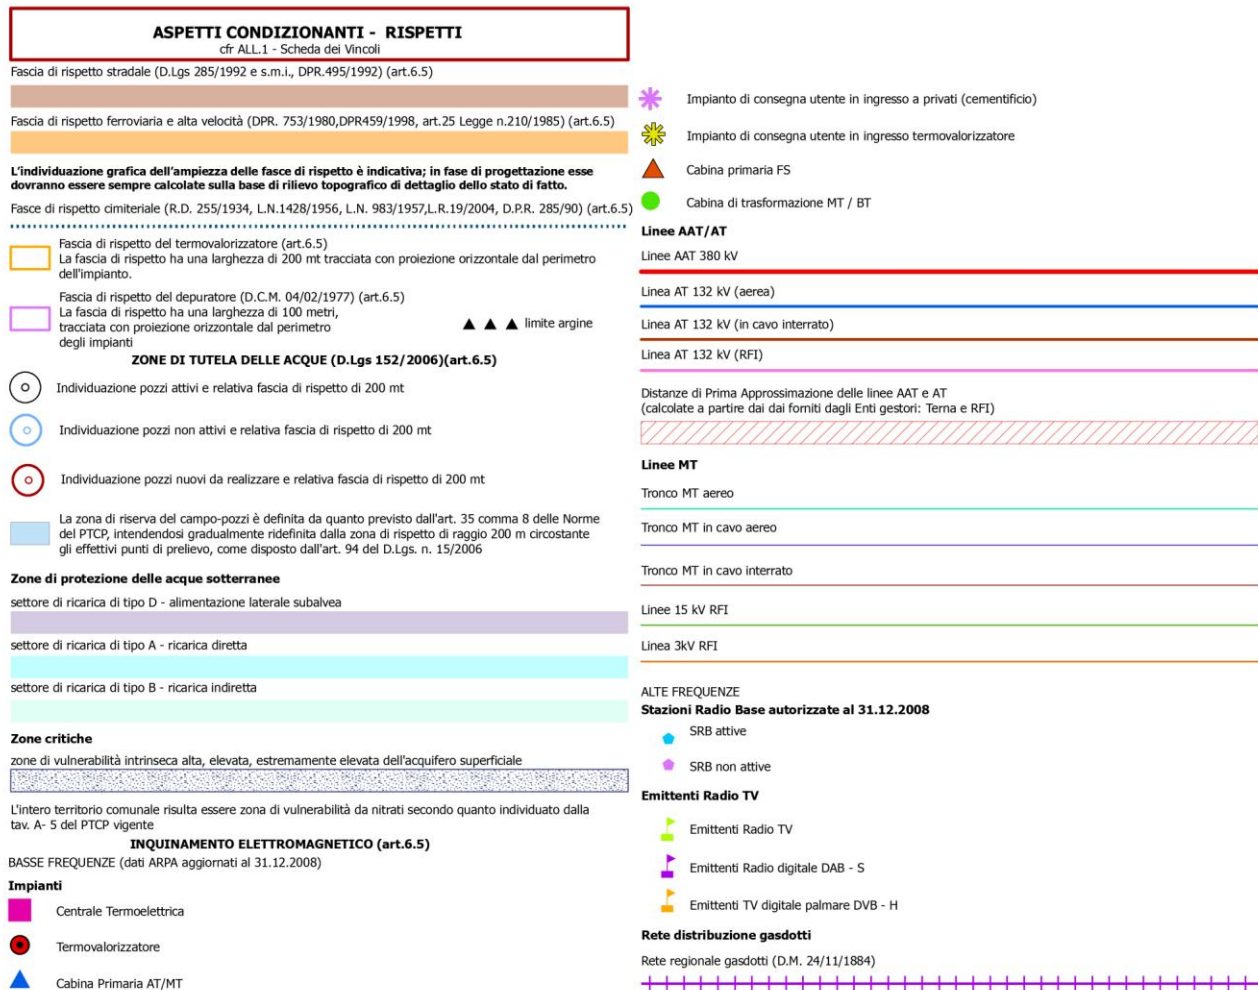 ASPETTI CONDIZIONANTI - RISPETTI
cfr ALL.1 - Scheda dei Vincoli
Fascia di rispetto stradale (D.Lgs 285/1992 e s.m.i., DPR.495/1992) (art.6.5)
Fascia di rispetto ferroviaria e alta velocità (DPR. 753/1980,DPR459/1998, art.25 Legge n.210/1985) (art.6.5)
L'individuazione grafica dell'ampiezza delle fasce di rispetto è indicativa; in fase di progettazione esse
dovranno essere sempre calcolate sulla base di rilievo topografico di dettaglio dello stato di fatto.
Fasce di rispetto cimiteriale (R.D. 255/1934, L.N.1428/1956, L.N. 983/1957,L.R.19/2004, D.P.R. 285/90) (art.6.5)
Fascia di rispetto del termovalorizzatore (art.6.5)
La fascia di rispetto ha una larghezza di 200 mt tracciata con proiezione orizzontale dal perimetro
dell'impianto.
Fascia di rispetto del depuratore (D.C.M. 04/02/1977) (art.6.5)
La fascia di rispetto ha una larghezza di 100 metri,
tracciata con proiezione orizzontale dal perimetro
degli impianti
limite argine
ZONE DI TUTELA DELLE ACQUE (D.Lgs 152/2006)(art.6.5)
Individuazione pozzi attivi e relativa fascia di rispetto di 200 mt
Individuazione pozzi non attivi e relativa fascia di rispetto di 200 mt
Individuazione pozzi nuovi da realizzare e relativa fascia di rispetto di 200 mt
La zona di riserva del campo-pozzi è definita da quanto previsto dall'art. 35 comma 8 delle Norme
del PTCP, intendendosi gradualmente ridefinita dalla zona di rispetto di raggio 200 m circostante
gli effettivi punti di prelievo, come disposto dall'art. 94 del D.Lgs. n. 15/2006
Zone di protezione delle acque sotterranee
settore di ricarica di tipo D - alimentazione laterale subalvea
settore di ricarica di tipo A - ricarica diretta
settore di ricarica di tipo B - ricarica indiretta
Zone critiche
zone di vulnerabilità intrinseca alta, elevata, estremamente elevata dell'acquifero superficiale
L'intero territorio comunale risulta essere zona di vulnerabilità da nitrati secondo quanto individuato dalla
tav. A- 5 del PTCP vigente
INQUINAMENTO ELETTROMAGNETICO (art.6.5)
BASSE FREQUENZE (dati ARPA aggiornati al 31.12.2008)
Impianti
Centrale Termoelettrica
Termovalorizzatore
Cabina Primaria AT/MT
Impianto di consegna utente in ingresso a privati (cementificio)
Impianto di consegna utente in ingresso termovalorizzatore
Cabina primaria FS
Cabina di trasformazione MT / BT
Linee AAT/AT
Linee AAT 380 kV
Linea AT 132 kV (aerea)
Linea AT 132 kV (in cavo interrato)
Linea AT 132 kV (RFI)
Distanze di Prima Approssimazione delle linee AAT e AT
(calcolate a partire dai dai forniti dagli Enti gestori: Terna e RFI)
Linee MT
Tronco MT aereo
Tronco MT in cavo aereo
Tronco MT in cavo interrato
Linee 15 kV RFI
Linea 3kV RFI
ALTE FREQUENZE
Stazioni Radio Base autorizzate al 31.12.2008
SRB attive
SRB non attive
Emittenti Radio TV
Emittenti Radio TV
Emittenti Radio digitale DAB - S
Emittenti TV digitale palmare DVB - H
Rete distribuzione gasdotti
Rete regionale gasdotti (D.M. 24/11/1884)